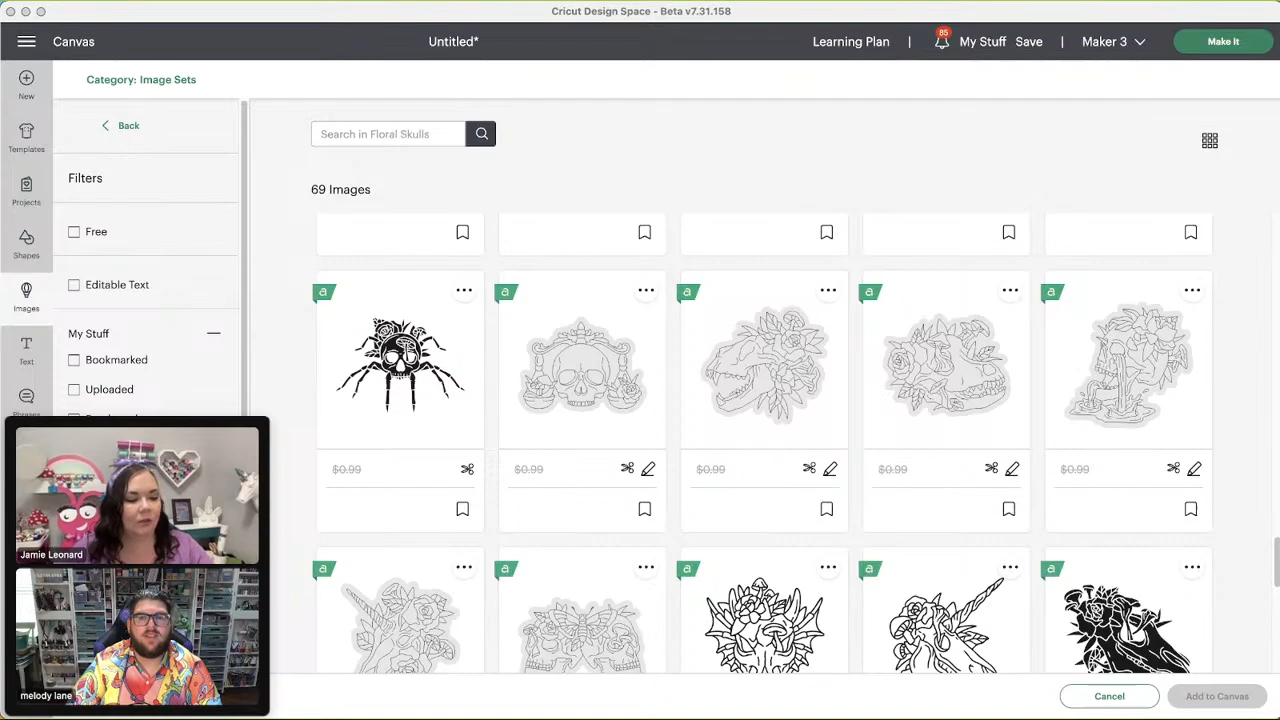 Cricut Design Space - Beta v7.31.158
Canvas
Untitled*
Learning Plan | 85 My Stuff Save | Maker 3
Make It
New
Templates
Projects
Shapes
Images
Text
Phrases
Category: Image Sets
Back
Filters
Free
Editable Text
My Stuff
Bookmarked
Uploaded
Search in Floral Skulls
69 Images
a a a a a
$0.99 $0.99 $0.99 $0.99 $0.99
a a a a a
Jamie Leonard
melody lane
Cancel
Add to Canvas